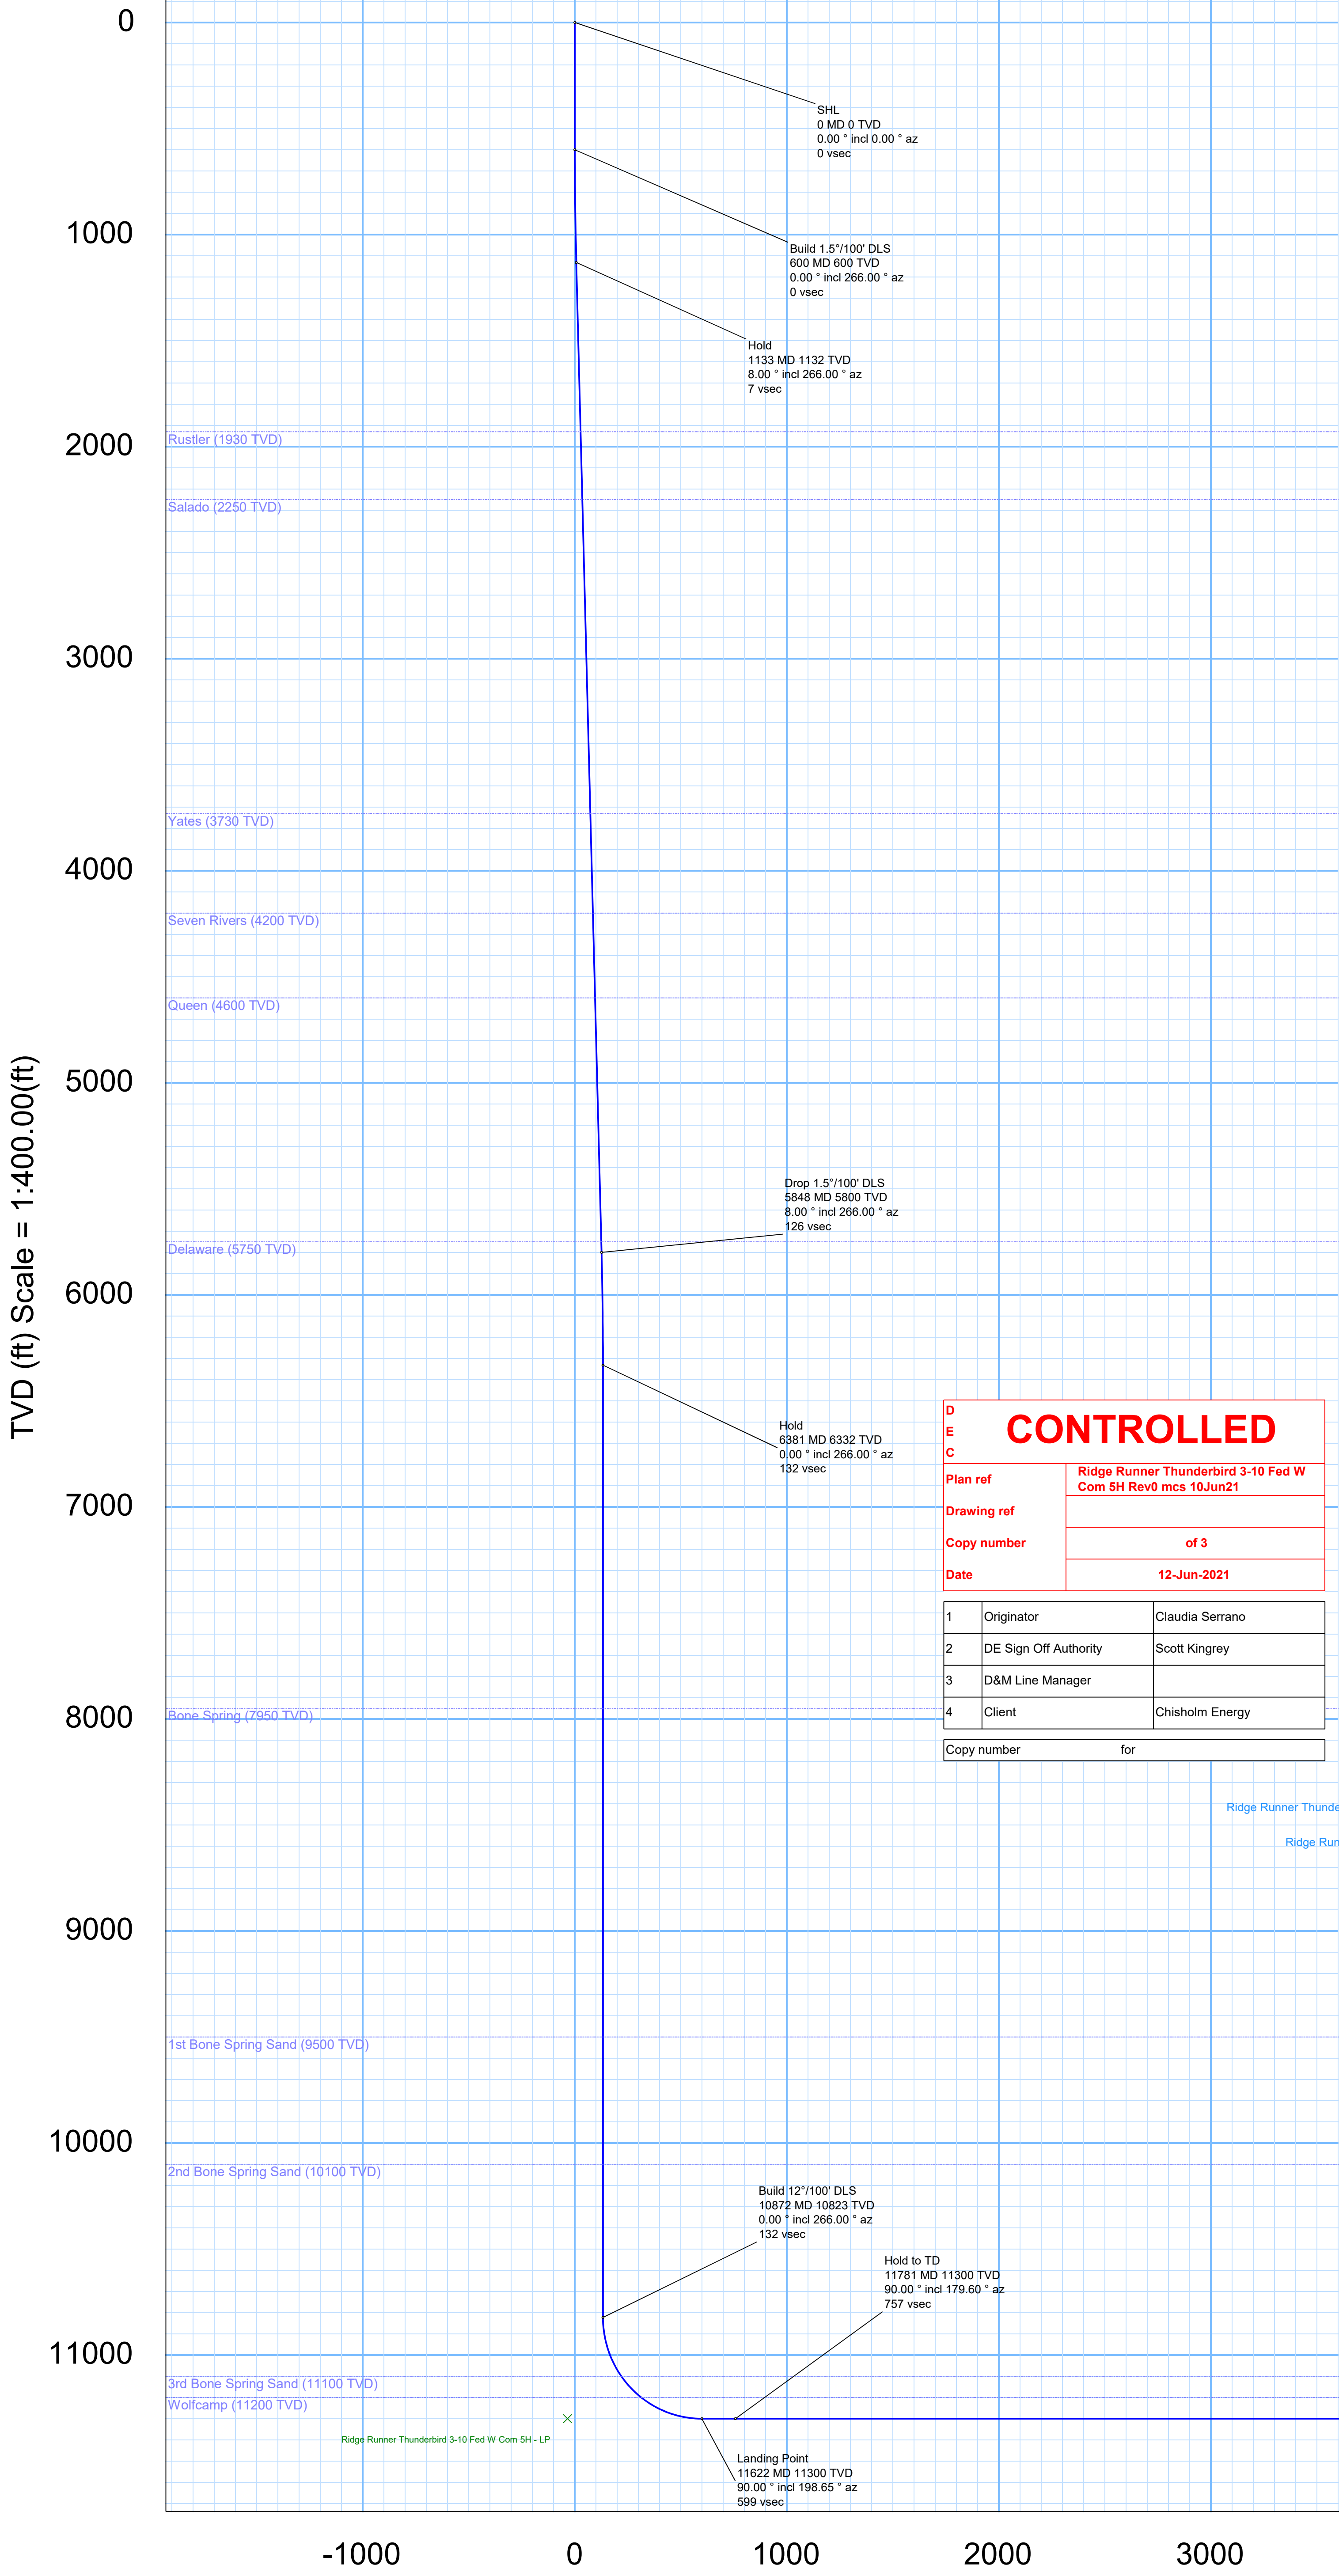 0
SHL
0 MD 0 TVD
0.00 ° incl 0.00 ° az
0 vsec
1000
Build 1.5°/100' DLS
600 MD 600 TVD
0.00 ° incl 266.00 ° az
0 vsec
Hold
1133 MD 1132 TVD
8.00 ° incl 266.00 ° az
7 vsec
Rustler (1930 TVD)
2000
Salado (2250 TVD)
3000
Yates (3730 TVD)
4000
Seven Rivers (4200 TVD)
Queen (4600 TVD)
5000
TVD (ft) Scale = 1:400.00(ft)
Drop 1.5°/100' DLS
5848 MD 5800 TVD
8.00 ° incl 266.00 ° az
126 vsec
Delaware (5750 TVD)
6000
Hold
6381 MD 6332 TVD
0.00 ° incl 266.00 ° az
132 vsec
D
E
C
CONTROLLED
Plan ref
Ridge Runner Thunderbird 3-10 Fed W
Com 5H Rev0 mcs 10Jun21
7000
Drawing ref
Copy number of 3
Date 12-Jun-2021
1 Originator Claudia Serrano
2 DE Sign Off Authority Scott Kingrey
3 D&M Line Manager
4 Client Chisholm Energy
Bone Spring (7950 TVD)
8000
Copy number for
Ridge Runner Thunde
Ridge Run
9000
1st Bone Spring Sand (9500 TVD)
10000
2nd Bone Spring Sand (10100 TVD)
Build 12°/100' DLS
10872 MD 10823 TVD
0.00 ° incl 266.00 ° az
132 vsec
Hold to TD
11781 MD 11300 TVD
90.00 ° incl 179.60 ° az
757 vsec
11000
3rd Bone Spring Sand (11100 TVD)
Wolfcamp (11200 TVD)
Ridge Runner Thunderbird 3-10 Fed W Com 5H - LP
Landing Point
11622 MD 11300 TVD
90.00 ° incl 198.65 ° az
599 vsec
-1000 0 1000 2000 3000